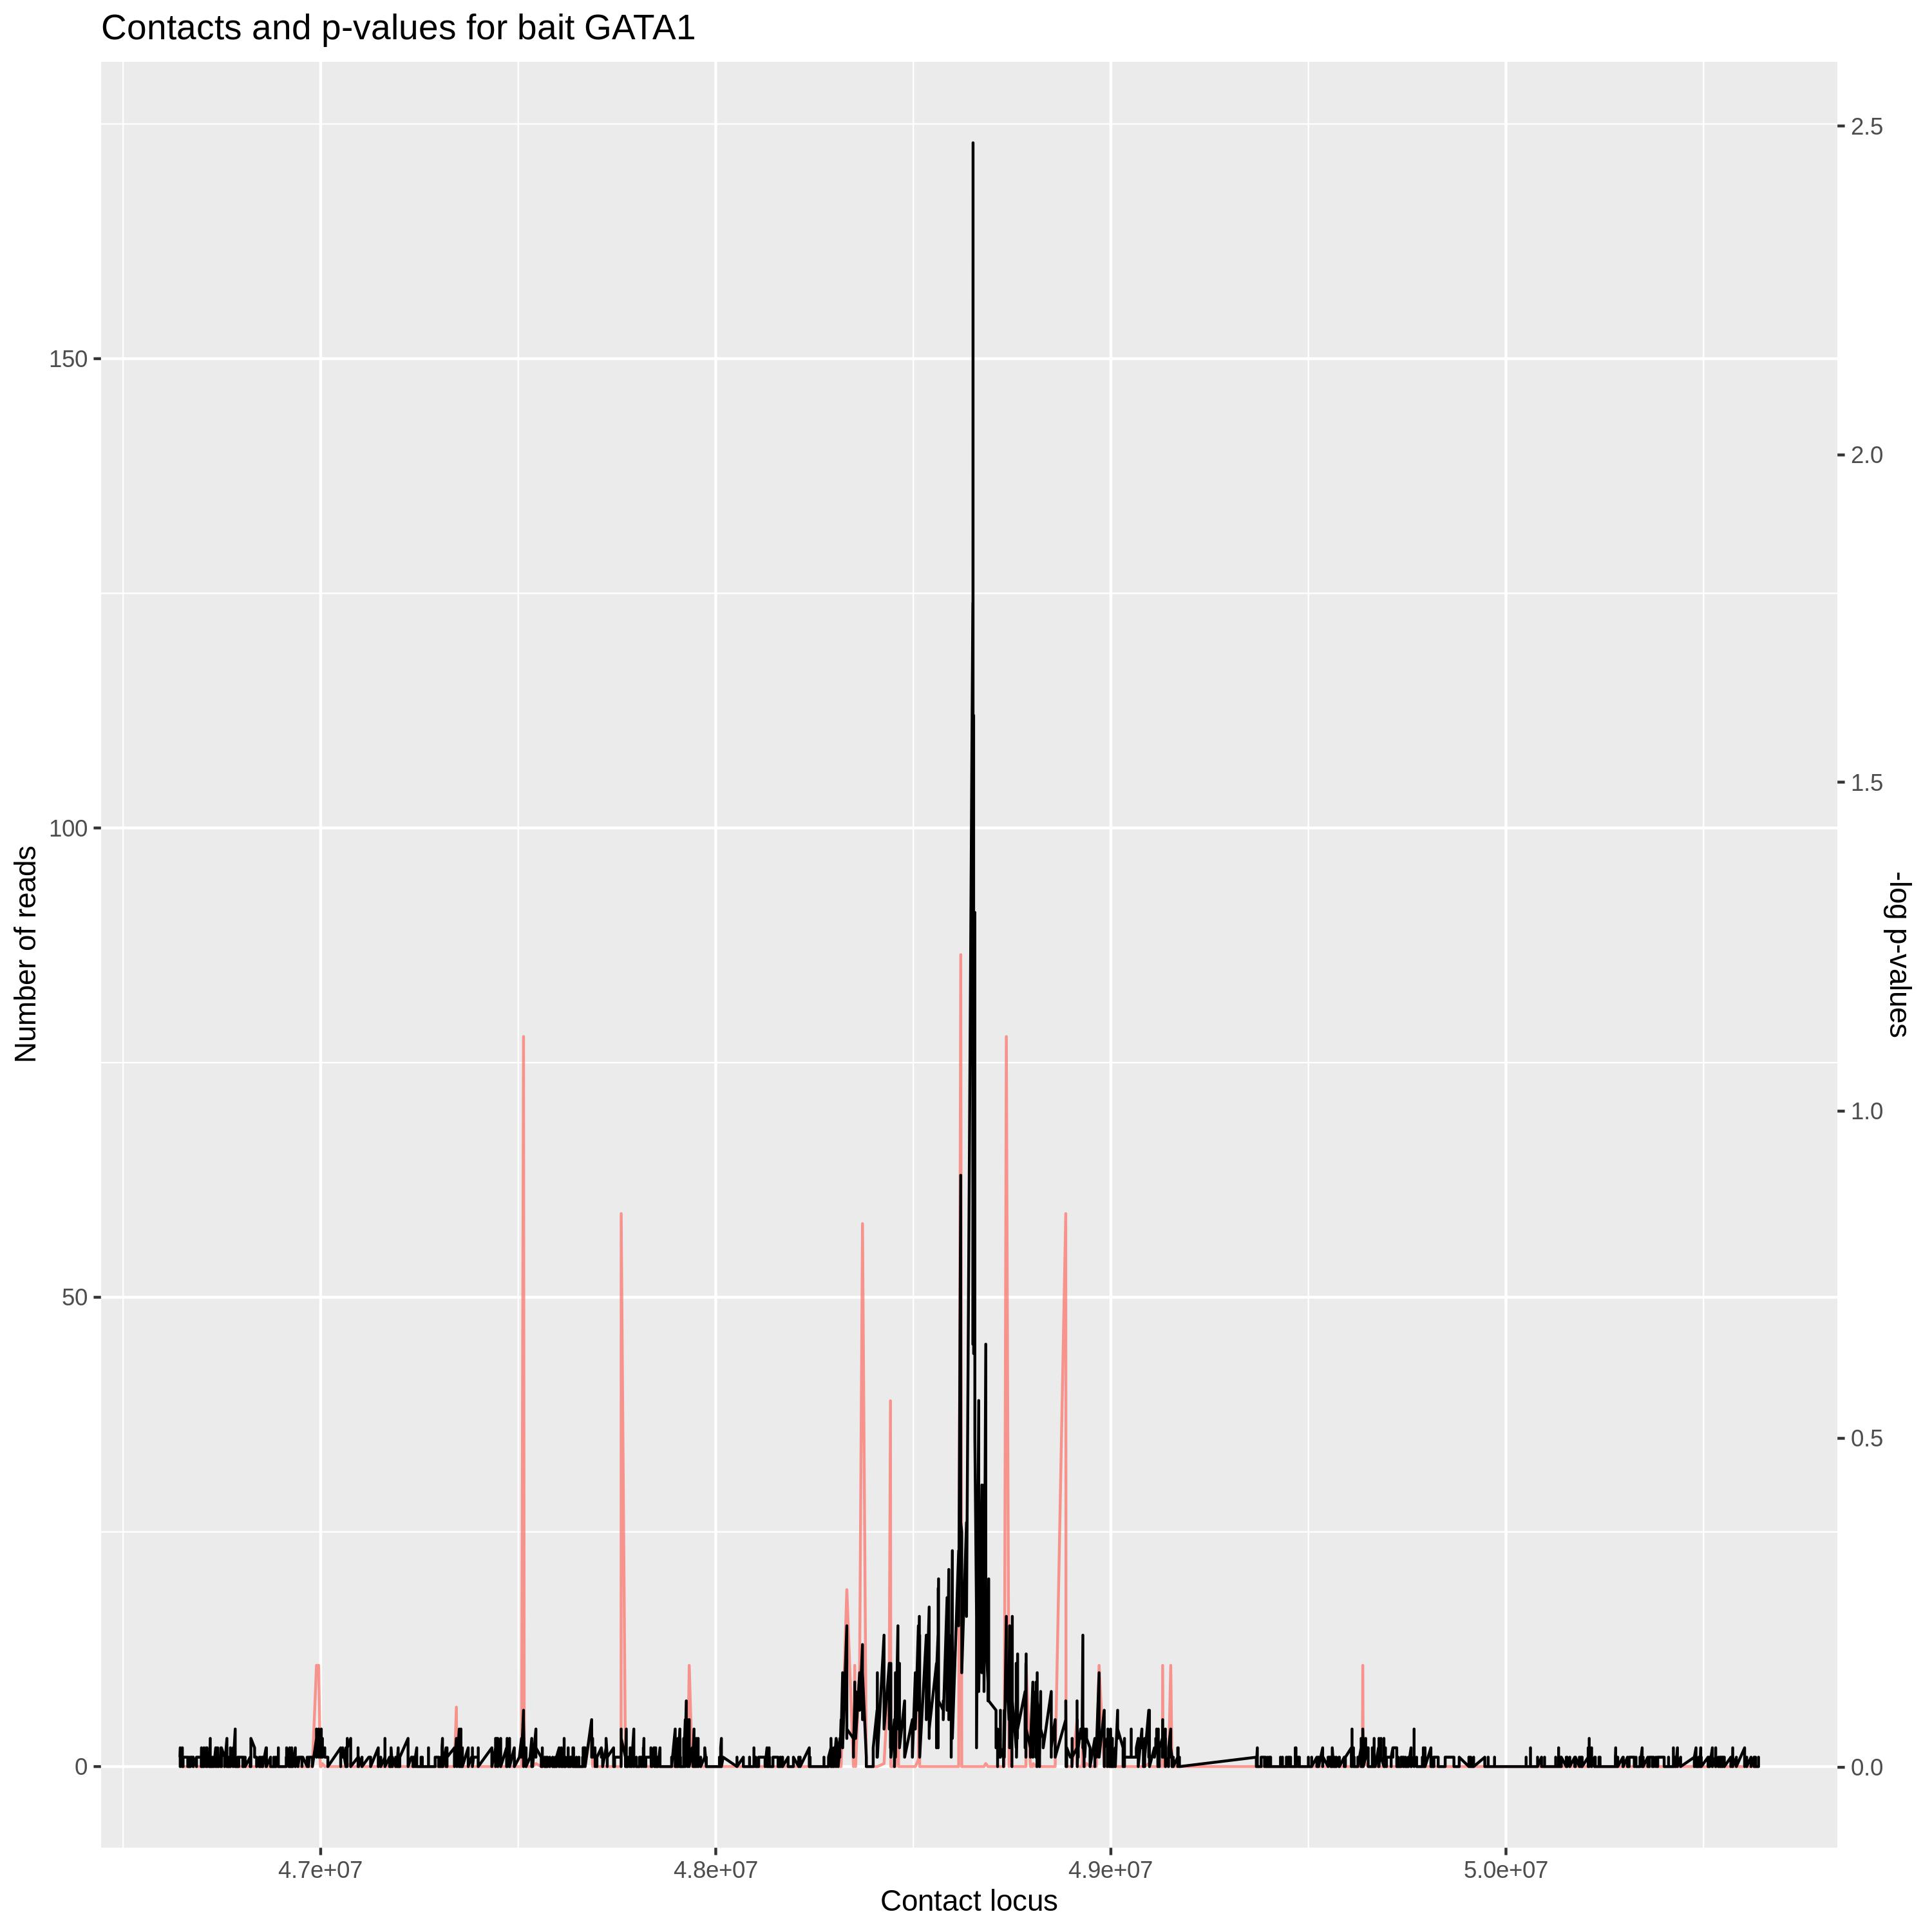 Contacts and p-values for bait GATA1
Number of reads
150
100
50
0
2.5
2.0
1.5
1.0
0.5
0.0
-log p-values
4.7e+07 4.8e+07 4.9e+07 5.0e+07
Contact locus